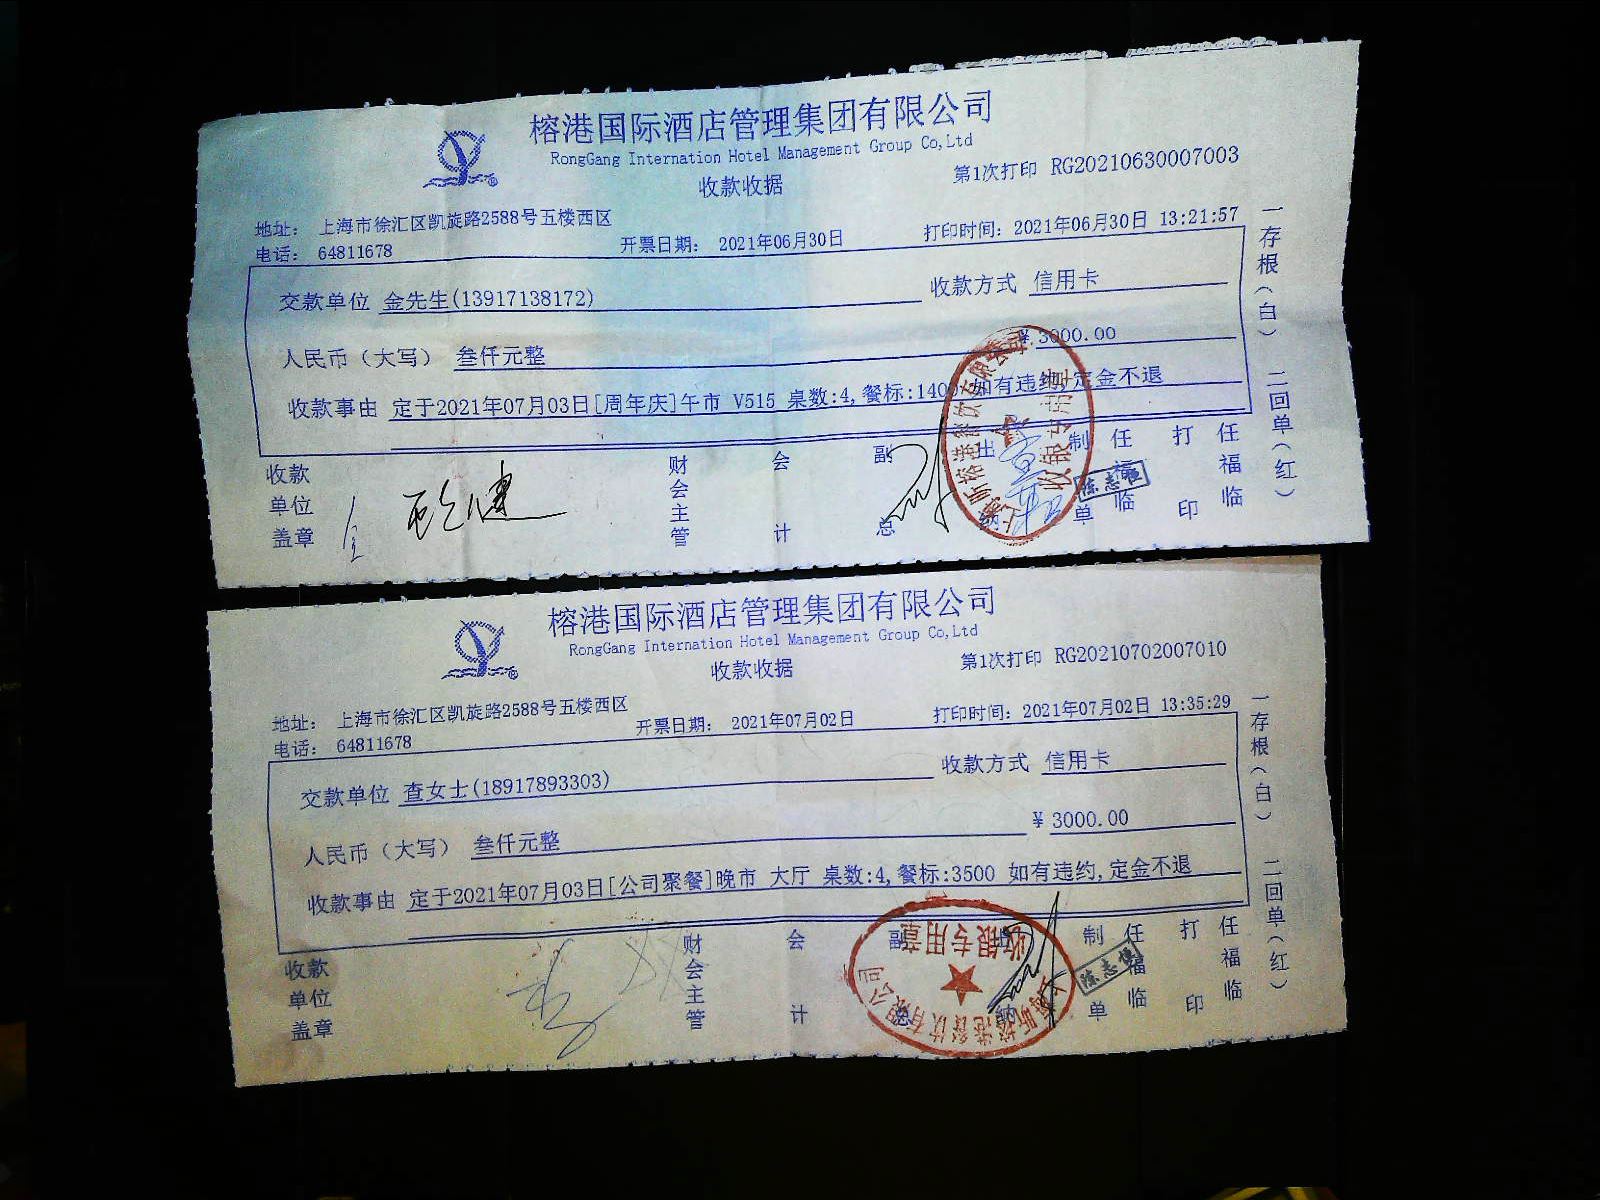 榕港国际酒店管理集团有限公司
RongGang Internation Hotel Management Group Co,Ltd
收款收据
第1次打印 RG20210630007003
地址： 上海市徐汇区凯旋路2588号五楼西区
电话： 64811678
开票日期： 2021年06月30日
打印时间：2021年06月30日 13:21:57
交款单位 金先生(13917138172)
收款方式 信用卡
人民币（大写） 叁仟元整
¥ 3000.00
收款事由 定于2021年07月03日[周年庆]午市 V515 桌数:4,餐标:1400 如有违约,定金不退
收款单位盖章
财会主管
会计
副总
出纳
制单
任福临
打印
任福临
陈志恒
收银专用章
一存根（白） 二回单（红）
榕港国际酒店管理集团有限公司
RongGang Internation Hotel Management Group Co,Ltd
收款收据
第1次打印 RG20210702007010
地址： 上海市徐汇区凯旋路2588号五楼西区
电话： 64811678
开票日期： 2021年07月02日
打印时间：2021年07月02日 13:35:29
交款单位 查女士(18917893303)
收款方式 信用卡
人民币（大写） 叁仟元整
¥ 3000.00
收款事由 定于2021年07月03日[公司聚餐]晚市 大厅 桌数:4,餐标:3500 如有违约,定金不退
收款单位盖章
财会主管
会计
副总
出纳
制单
任福临
打印
任福临
陈志恒
收银专用章
一存根（白） 二回单（红）